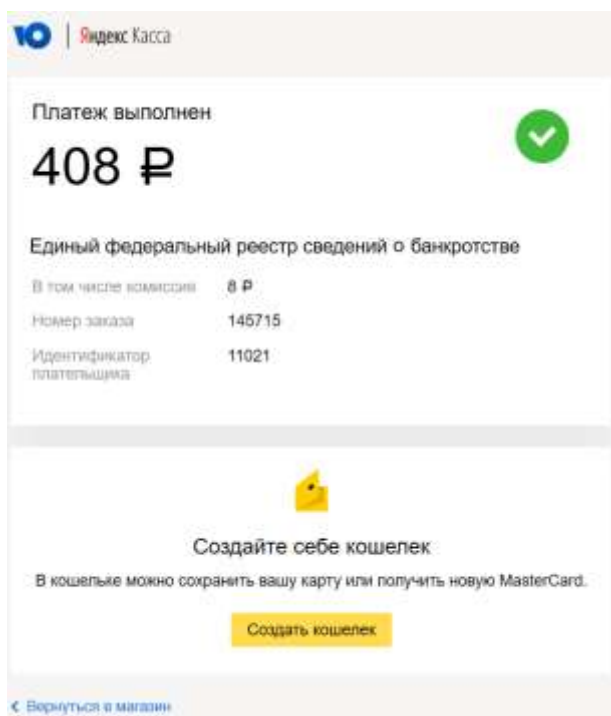 Ю | Яндекс Касса
Платеж выполнен
408 ₽
Единый федеральный реестр сведений о банкротстве
В том числе комиссия 8 ₽
Номер заказа 145715
Идентификатор 11021
плательщика
Создайте себе кошелек
В кошельке можно сохранить вашу карту или получить новую MasterCard.
Создать кошелек
Вернуться в магазин